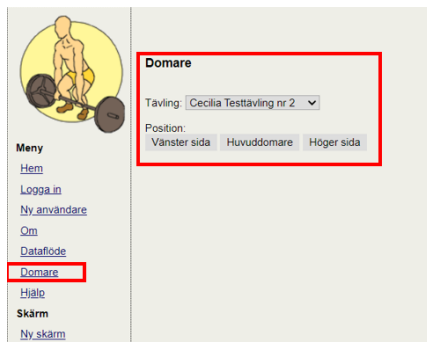 Domare
Tävling: Cecilia Testtävling nr 2
Position:
Vänster sida Huvuddomare Höger sida
Meny
Hem
Logga in
Ny användare
Om
Dataflöde
Domare
Hjälp
Skärm
Ny skärm